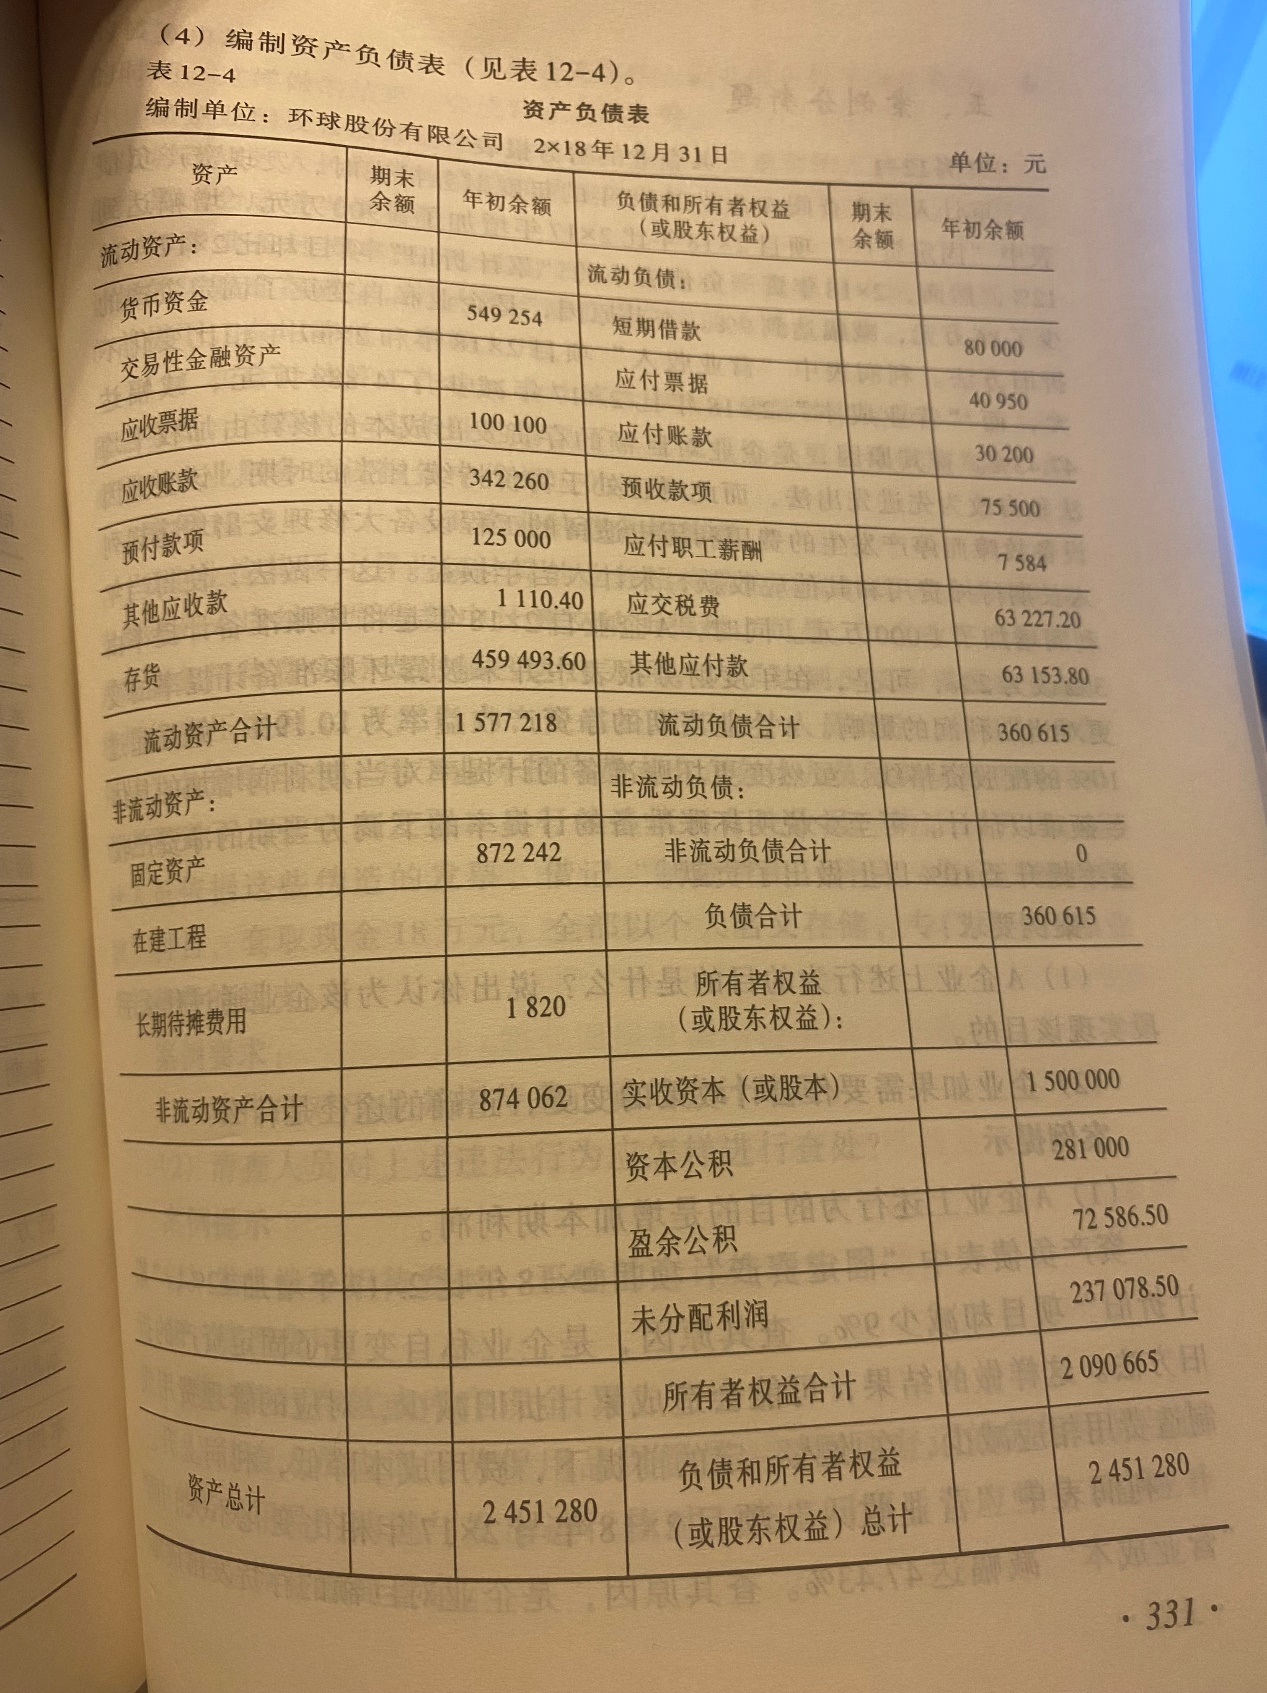 (4) 编制资产负债表(见表12-4)。
表12-4
资产负债表
编制单位:环球股份有限公司 2×18年12月31日 单位:元
资产 期末余额 年初余额 负债和所有者权益(或股东权益) 期末余额 年初余额
流动资产: 流动负债:
货币资金 549 254 短期借款 80 000
交易性金融资产 应付票据 40 950
应收票据 100 100 应付账款 30 200
应收账款 342 260 预收款项 75 500
预付款项 125 000 应付职工薪酬 7 584
其他应收款 1 110.40 应交税费 63 227.20
存货 459 493.60 其他应付款 63 153.80
流动资产合计 1 577 218 流动负债合计 360 615
非流动资产: 非流动负债:
固定资产 872 242 非流动负债合计 0
在建工程 负债合计 360 615
长期待摊费用 1 820 所有者权益(或股东权益):
非流动资产合计 874 062 实收资本(或股本) 1 500 000
资本公积 281 000
盈余公积 72 586.50
未分配利润 237 078.50
所有者权益合计 2 090 665
资产总计 2 451 280 负债和所有者权益(或股东权益)总计 2 451 280
·331·